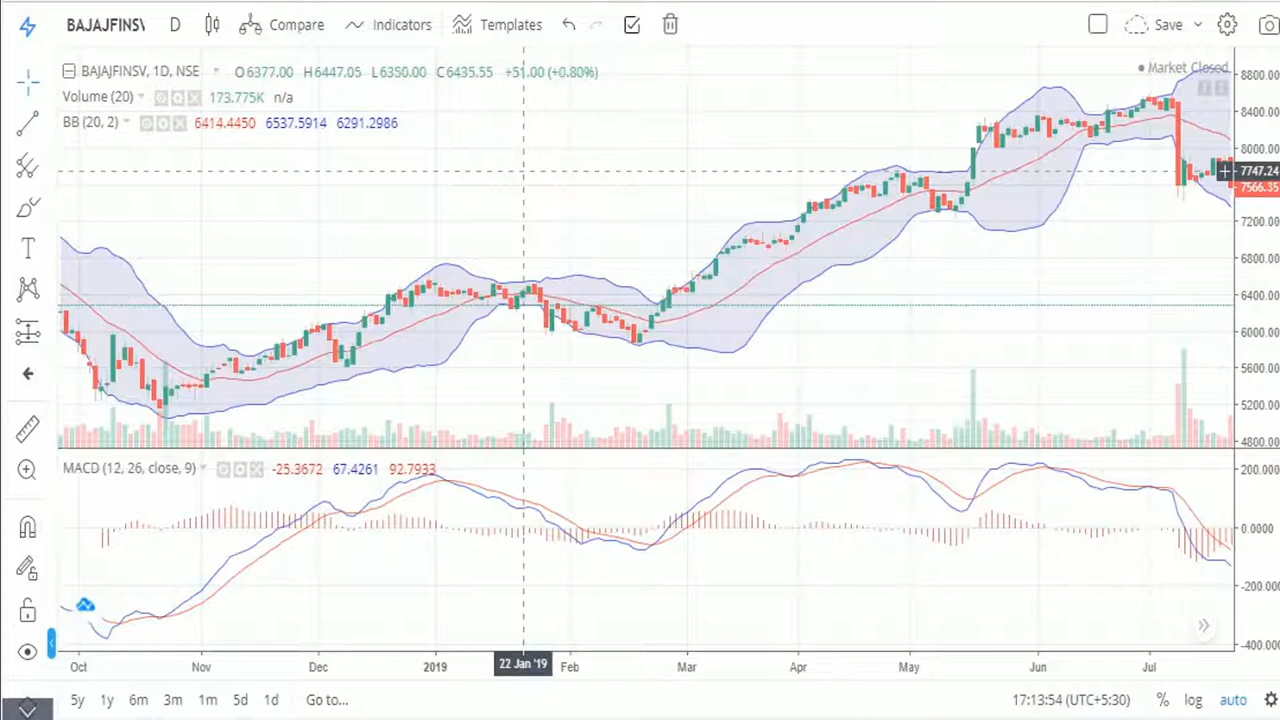 BAJAJFINSV D Compare Indicators Templates Save
BAJAJFINSV, 1D, NSE O6377.00 H6447.05 L6350.00 C6435.55 +51.00 (+0.80%)
Market Closed
Volume (20) 173.775K n/a
BB (20, 2) 6414.4450 6537.5914 6291.2986
8800.00
8400.00
8000.00
7747.24
7566.35
7200.00
6800.00
6400.00
6000.00
5600.00
5200.00
4800.00
MACD (12, 26, close, 9) -25.3672 67.4261 92.7933
200.000
0.0000
-200.000
-400.000
Oct Nov Dec 2019 22 Jan '19 Feb Mar Apr May Jun Jul
5y 1y 6m 3m 1m 5d 1d Go to... 17:13:54 (UTC+5:30) % log auto